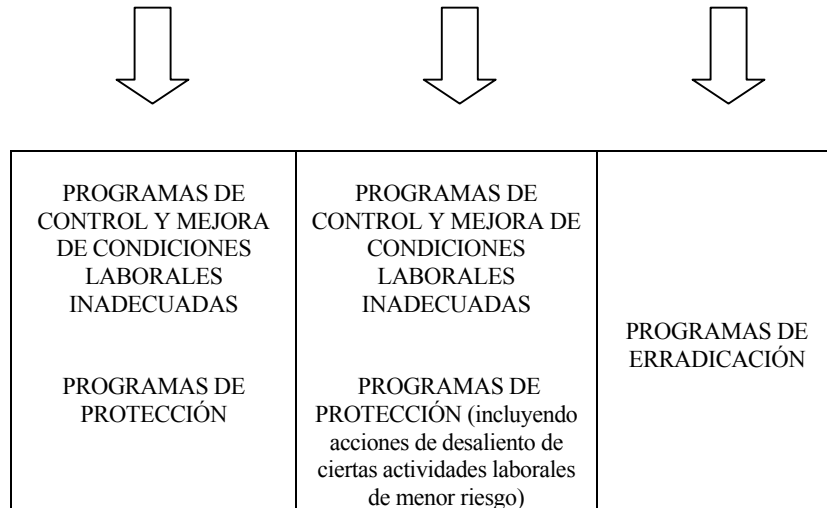 PROGRAMAS DE
CONTROL Y MEJORA
DE CONDICIONES
LABORALES
INADECUADAS
PROGRAMAS DE
PROTECCIÓN
PROGRAMAS DE
CONTROL Y MEJORA DE
CONDICIONES
LABORALES
INADECUADAS
PROGRAMAS DE
PROTECCIÓN (incluyendo
acciones de desaliento de
ciertas actividades laborales
de menor riesgo)
PROGRAMAS DE
ERRADICACIÓN